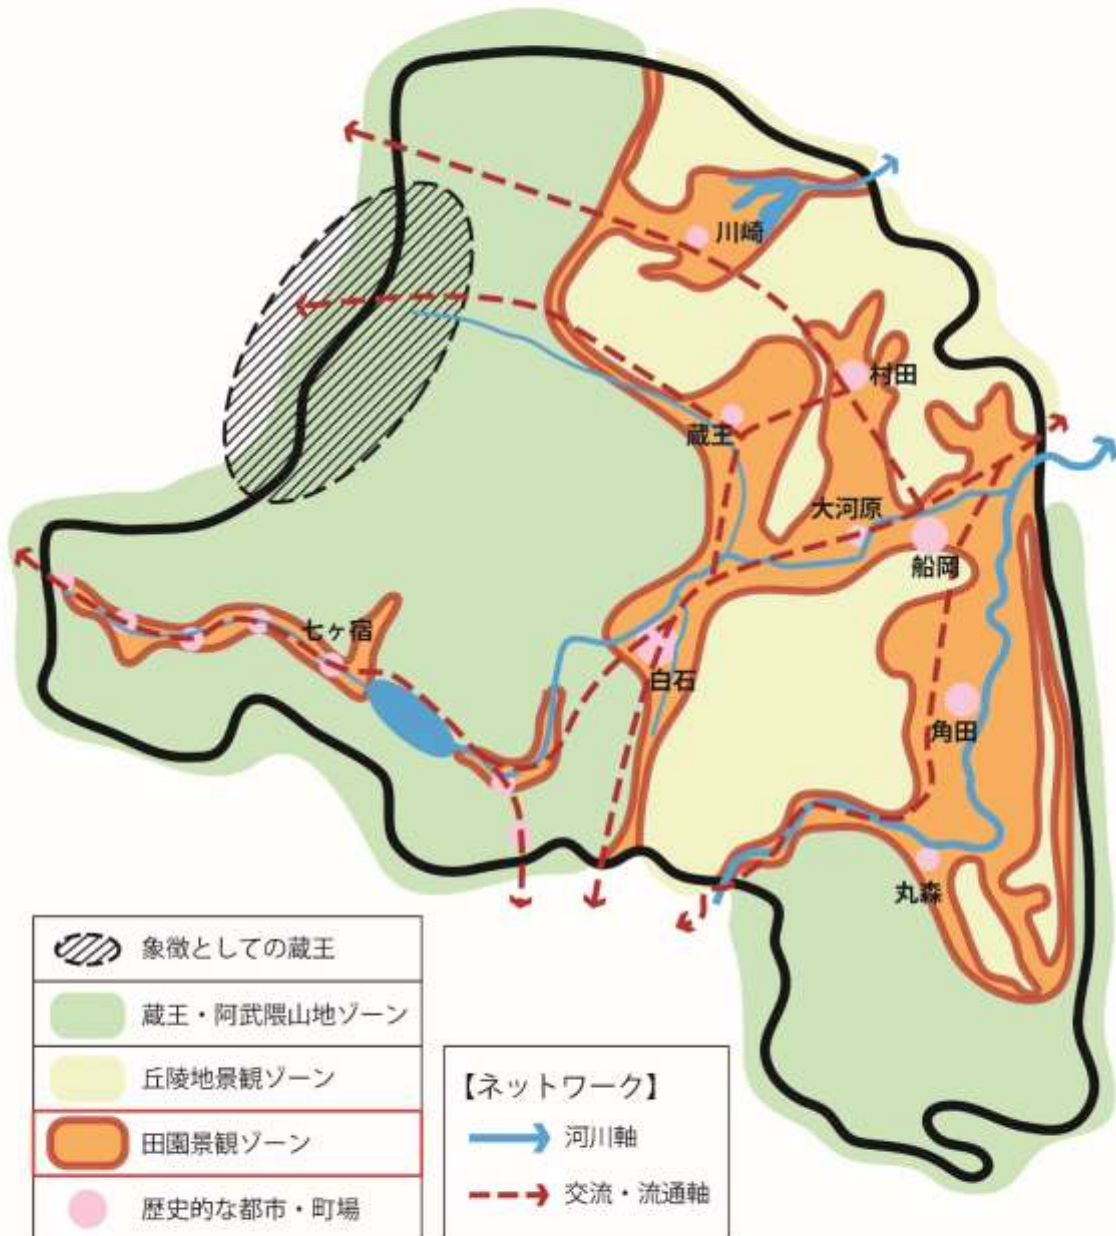 川崎
村田
蔵王
大河原
船岡
七ヶ宿
白石
角田
丸森
象徴としての蔵王
蔵王・阿武隈山地ゾーン
丘陵地景観ゾーン
田園景観ゾーン
歴史的な都市・町場
【ネットワーク】
河川軸
交流・流通軸